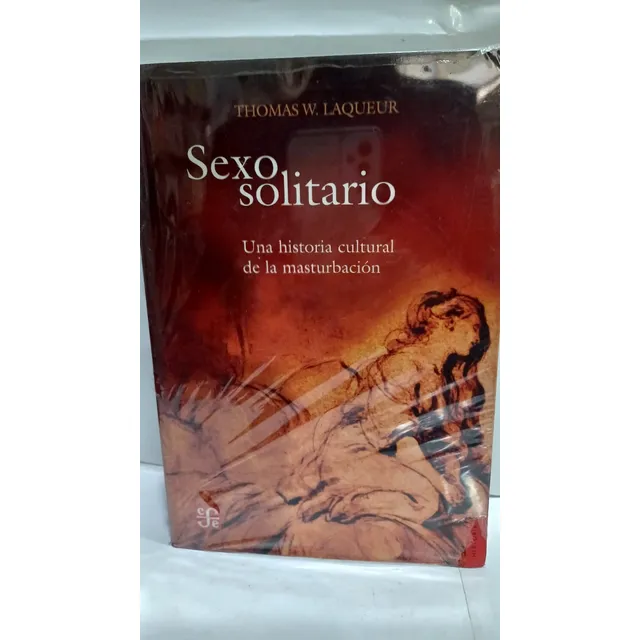 THOMAS W. LAQUEUR
Sexo
solitario
Una historia cultural
de la masturbación